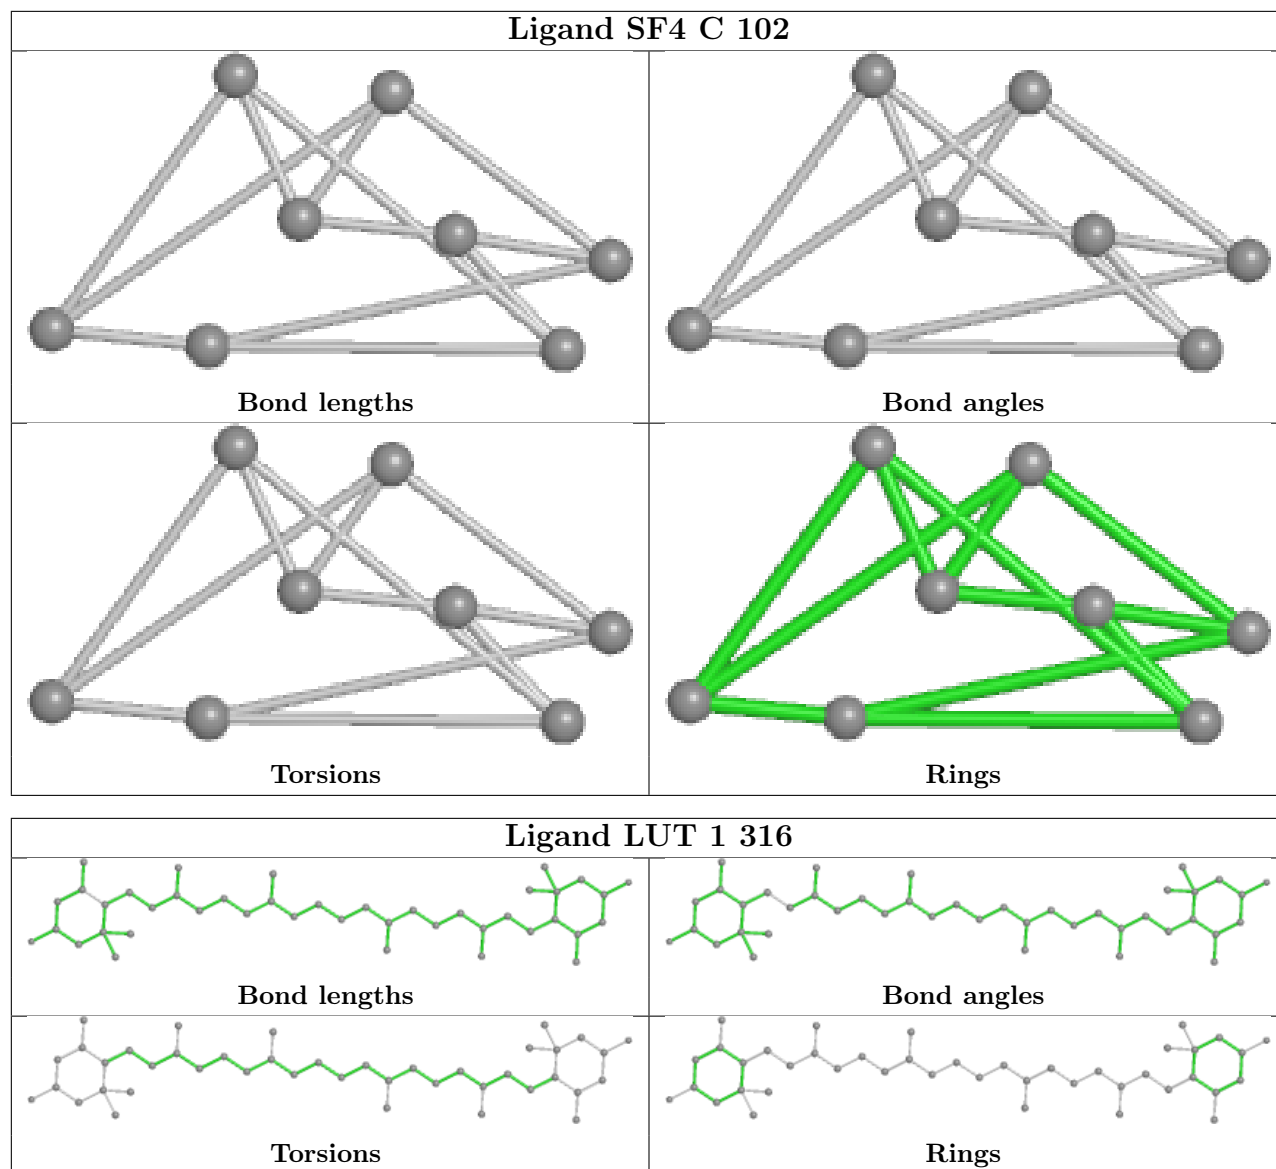 Ligand SF4 C 102
Bond lengths
Bond angles
Torsions
Rings
Ligand LUT 1 316
Bond lengths
Bond angles
Torsions
Rings